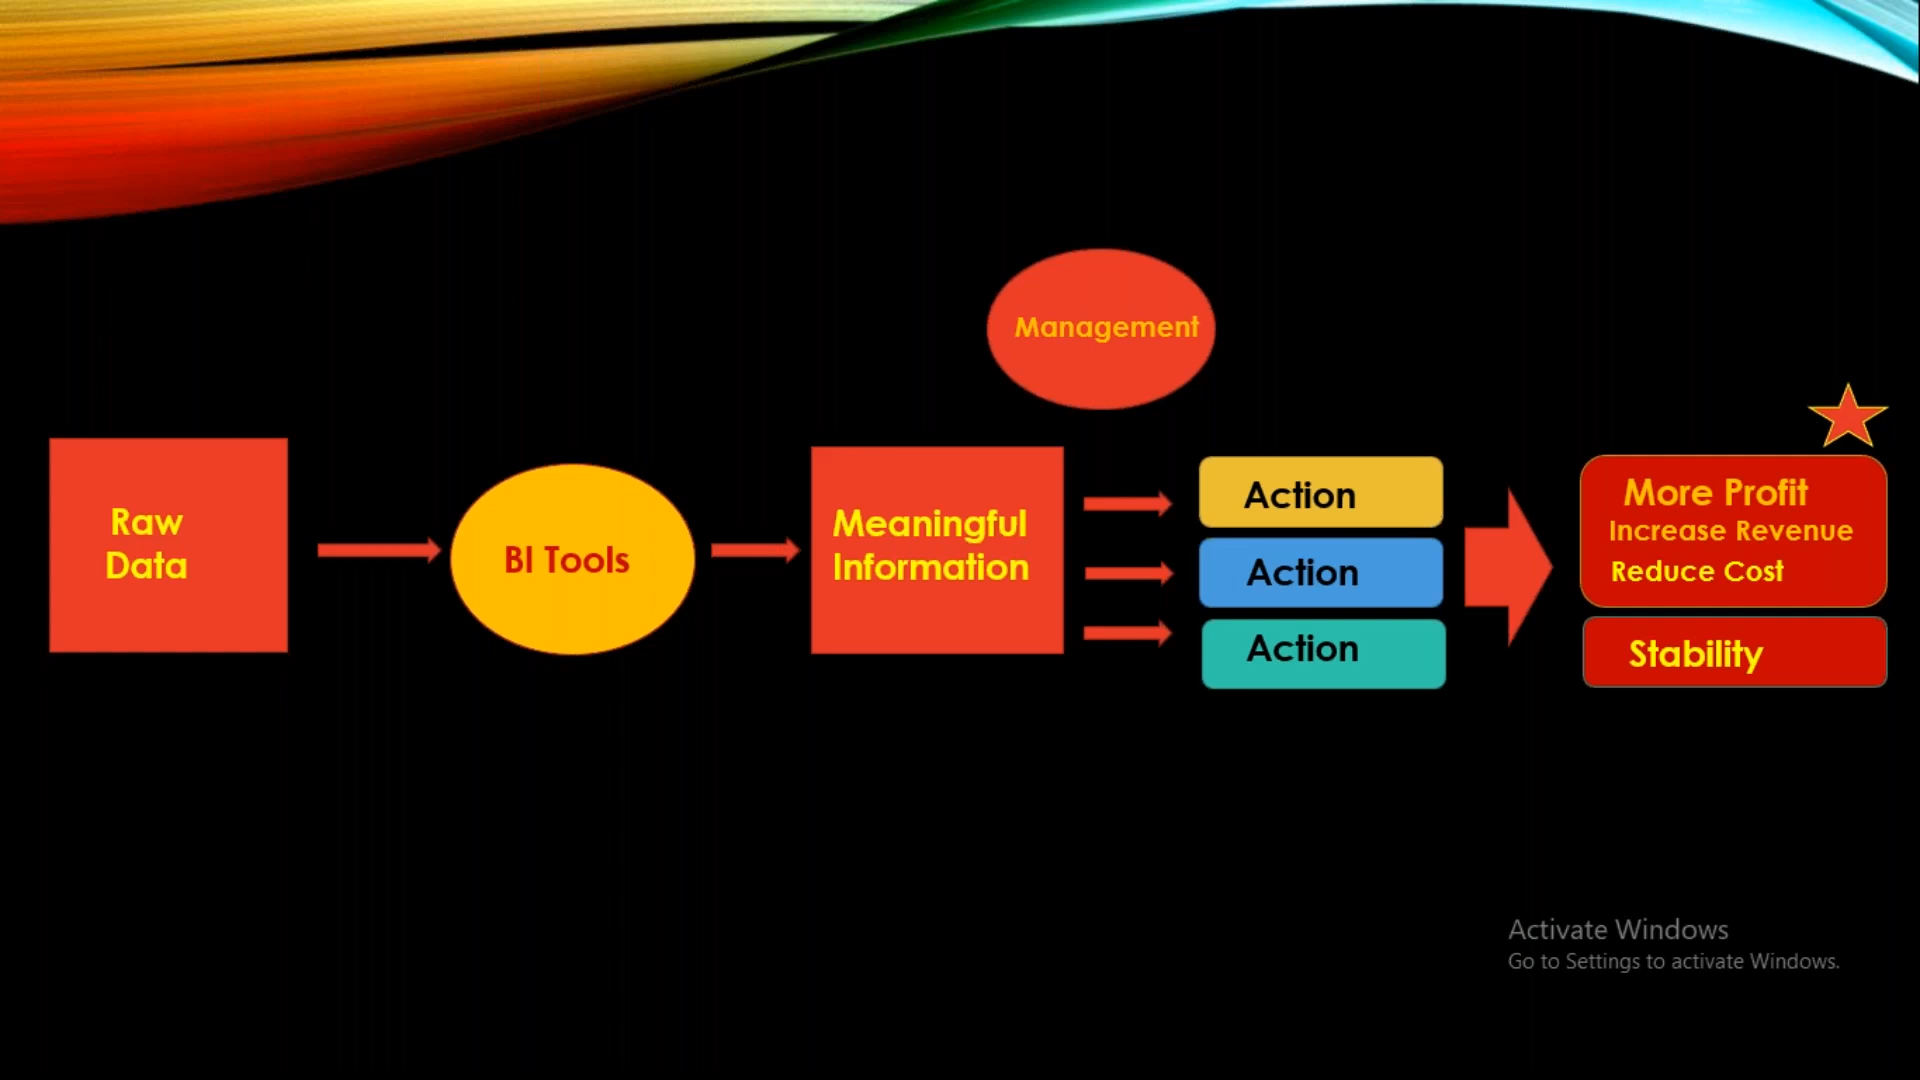 Management
Raw
Data
BI Tools
Meaningful
Information
Action
Action
Action
More Profit
Increase Revenue
Reduce Cost
Stability
Activate Windows
Go to Settings to activate Windows.